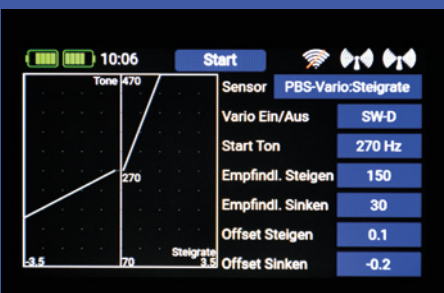 10:06 Start
Tone 470
270
Steigrate
-3.5 70 3.5
Sensor PBS-Vario:Steigrate
Vario Ein/Aus SW-D
Start Ton 270 Hz
Empfindl. Steigen 150
Empfindl. Sinken 30
Offset Steigen 0.1
Offset Sinken -0.2